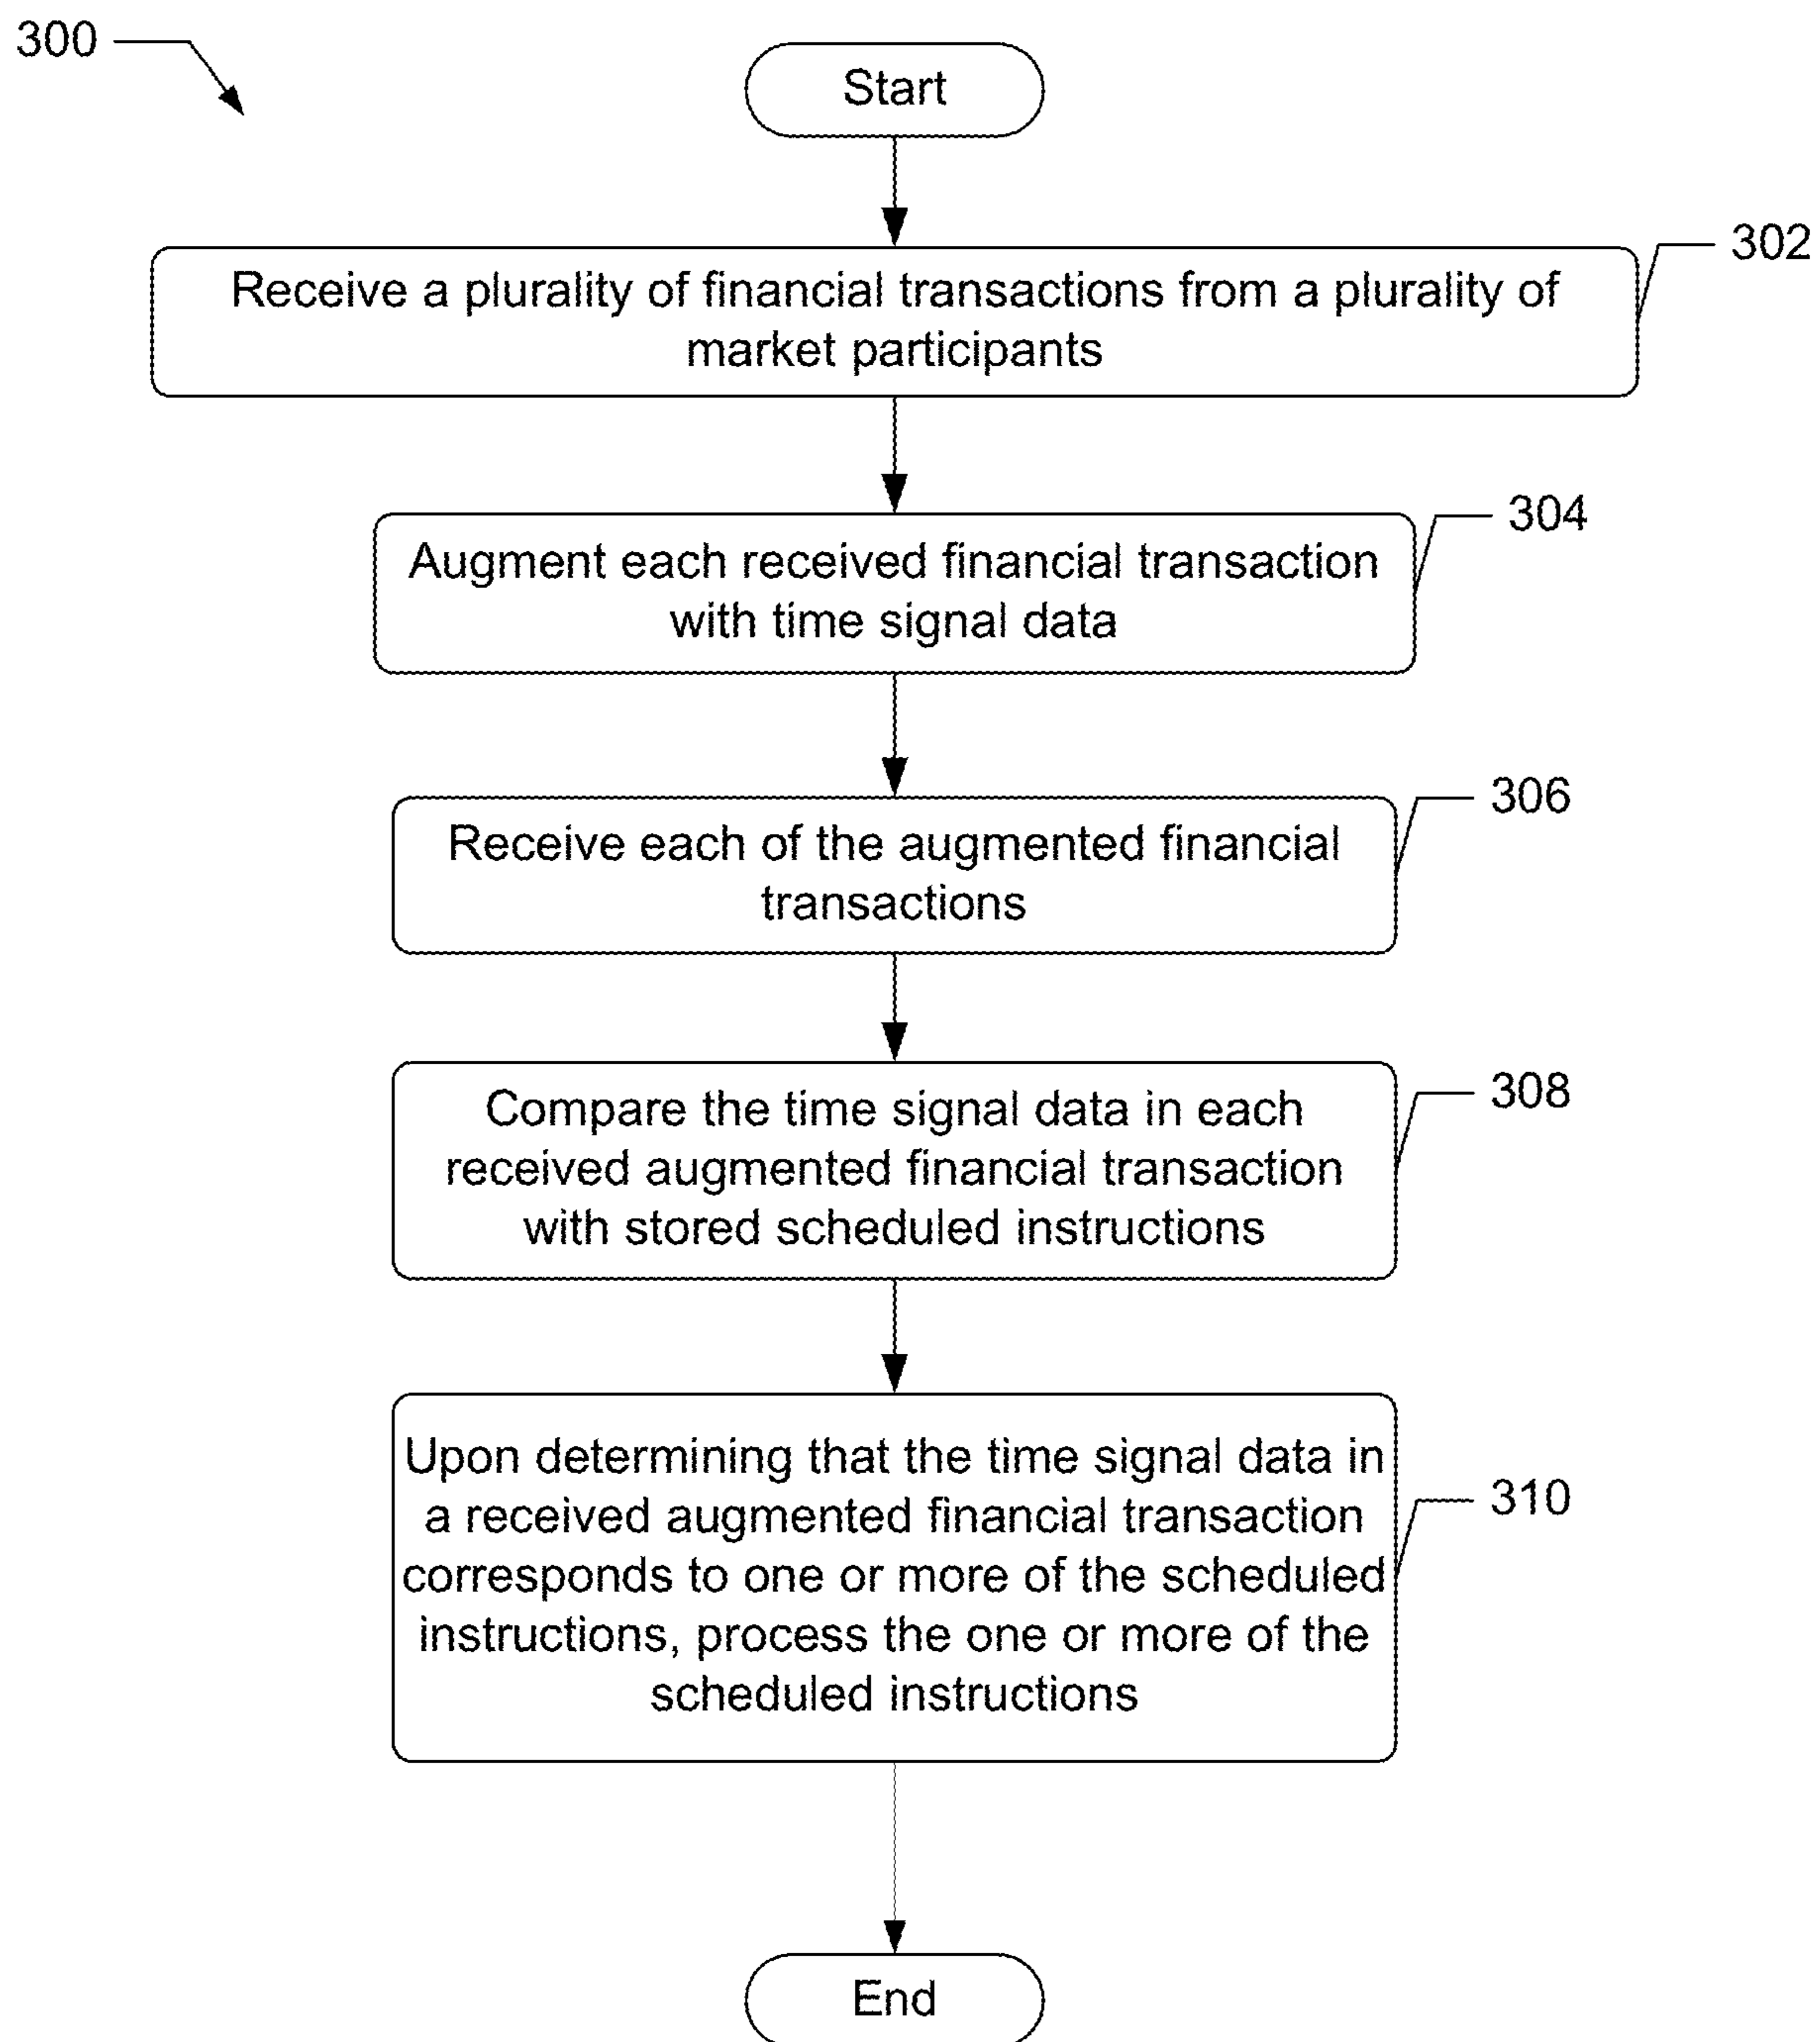 300
Start
302
Receive a plurality of financial transactions from a plurality of
market participants
304
Augment each received financial transaction
with time signal data
306
Receive each of the augmented financial
transactions
308
Compare the time signal data in each
received augmented financial transaction
with stored scheduled instructions
Upon determining that the time signal data in
310
a received augmented financial transaction
corresponds to one or more of the scheduled
instructions, process the one or more of the
scheduled instructions
End